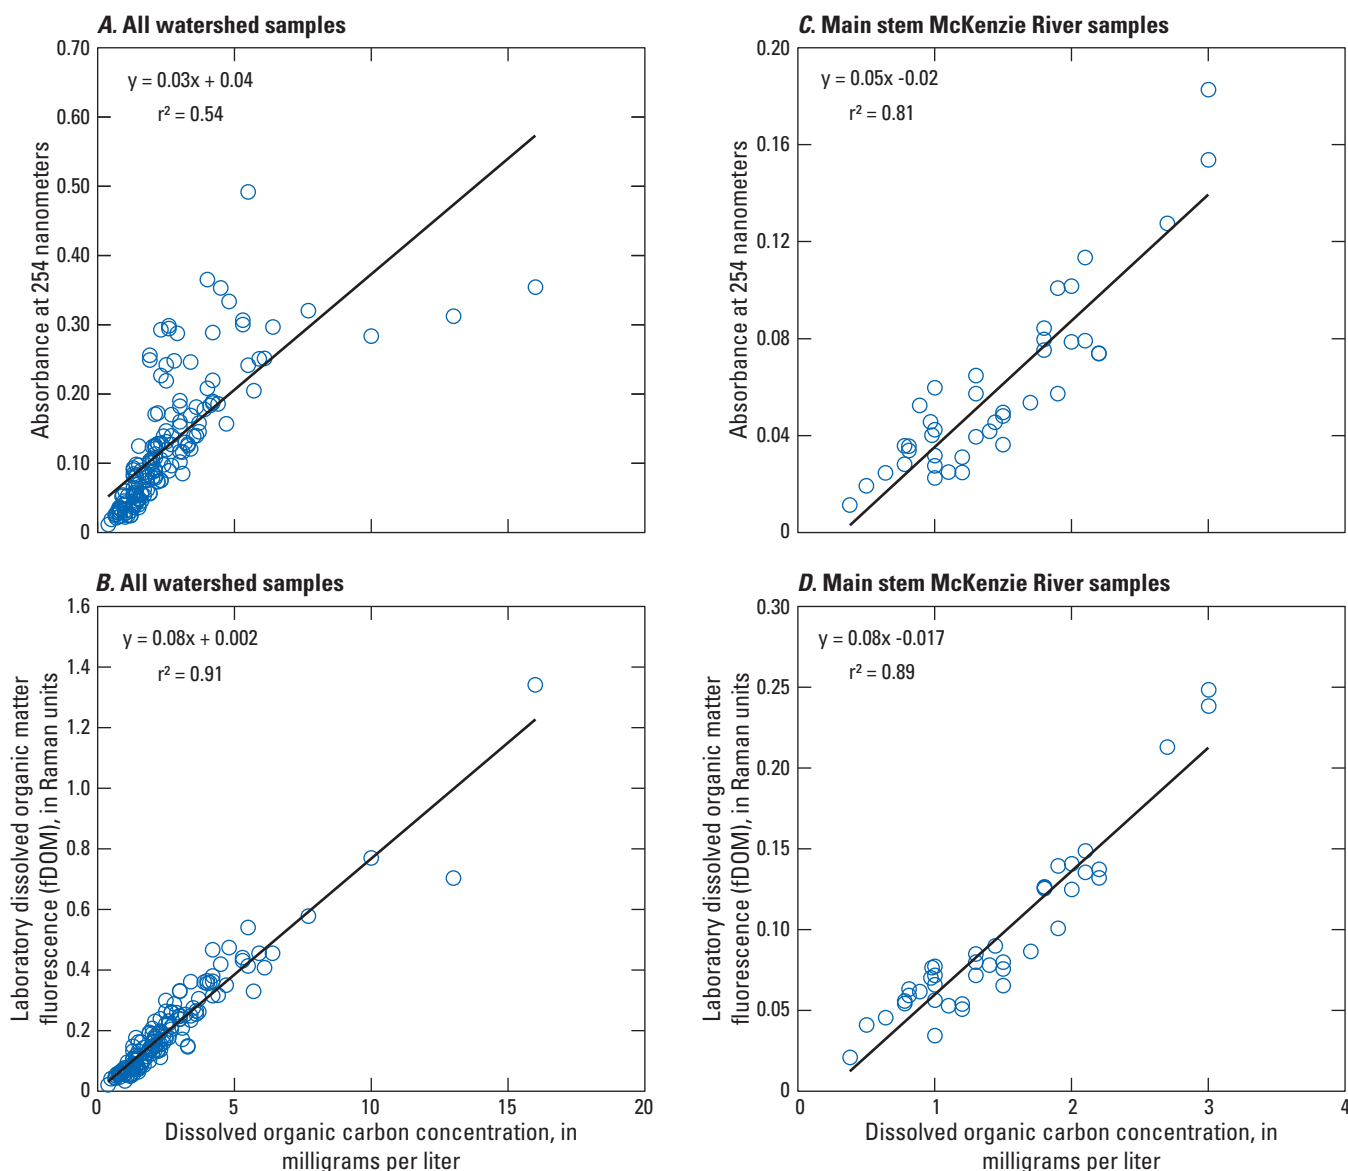 A. All watershed samples
y = 0.03x + 0.04
r² = 0.54
Absorbance at 254 nanometers
0.70
0.60
0.50
0.40
0.30
0.20
0.10
0
C. Main stem McKenzie River samples
y = 0.05x -0.02
r² = 0.81
Absorbance at 254 nanometers
0.20
0.16
0.12
0.08
0.04
0
B. All watershed samples
y = 0.08x + 0.002
r² = 0.91
Laboratory dissolved organic matter
fluorescence (fDOM), in Raman units
1.6
1.4
1.2
1.0
0.8
0.6
0.4
0.2
0
0 5 10 15 20
Dissolved organic carbon concentration, in
milligrams per liter
D. Main stem McKenzie River samples
y = 0.08x -0.017
r² = 0.89
Laboratory dissolved organic matter
fluorescence (fDOM), in Raman units
0.30
0.25
0.20
0.15
0.10
0.05
0
0 1 2 3 4
Dissolved organic carbon concentration, in
milligrams per liter